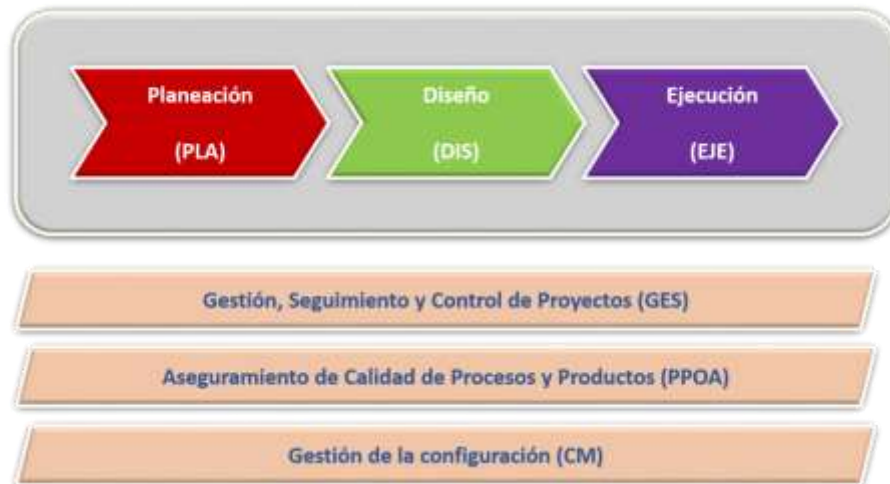 Planeación
(PLA)
Diseño
(DIS)
Ejecución
(EJE)
Gestión, Seguimiento y Control de Proyectos (GES)
Aseguramiento de Calidad de Procesos y Productos (PPOA)
Gestión de la configuración (CM)